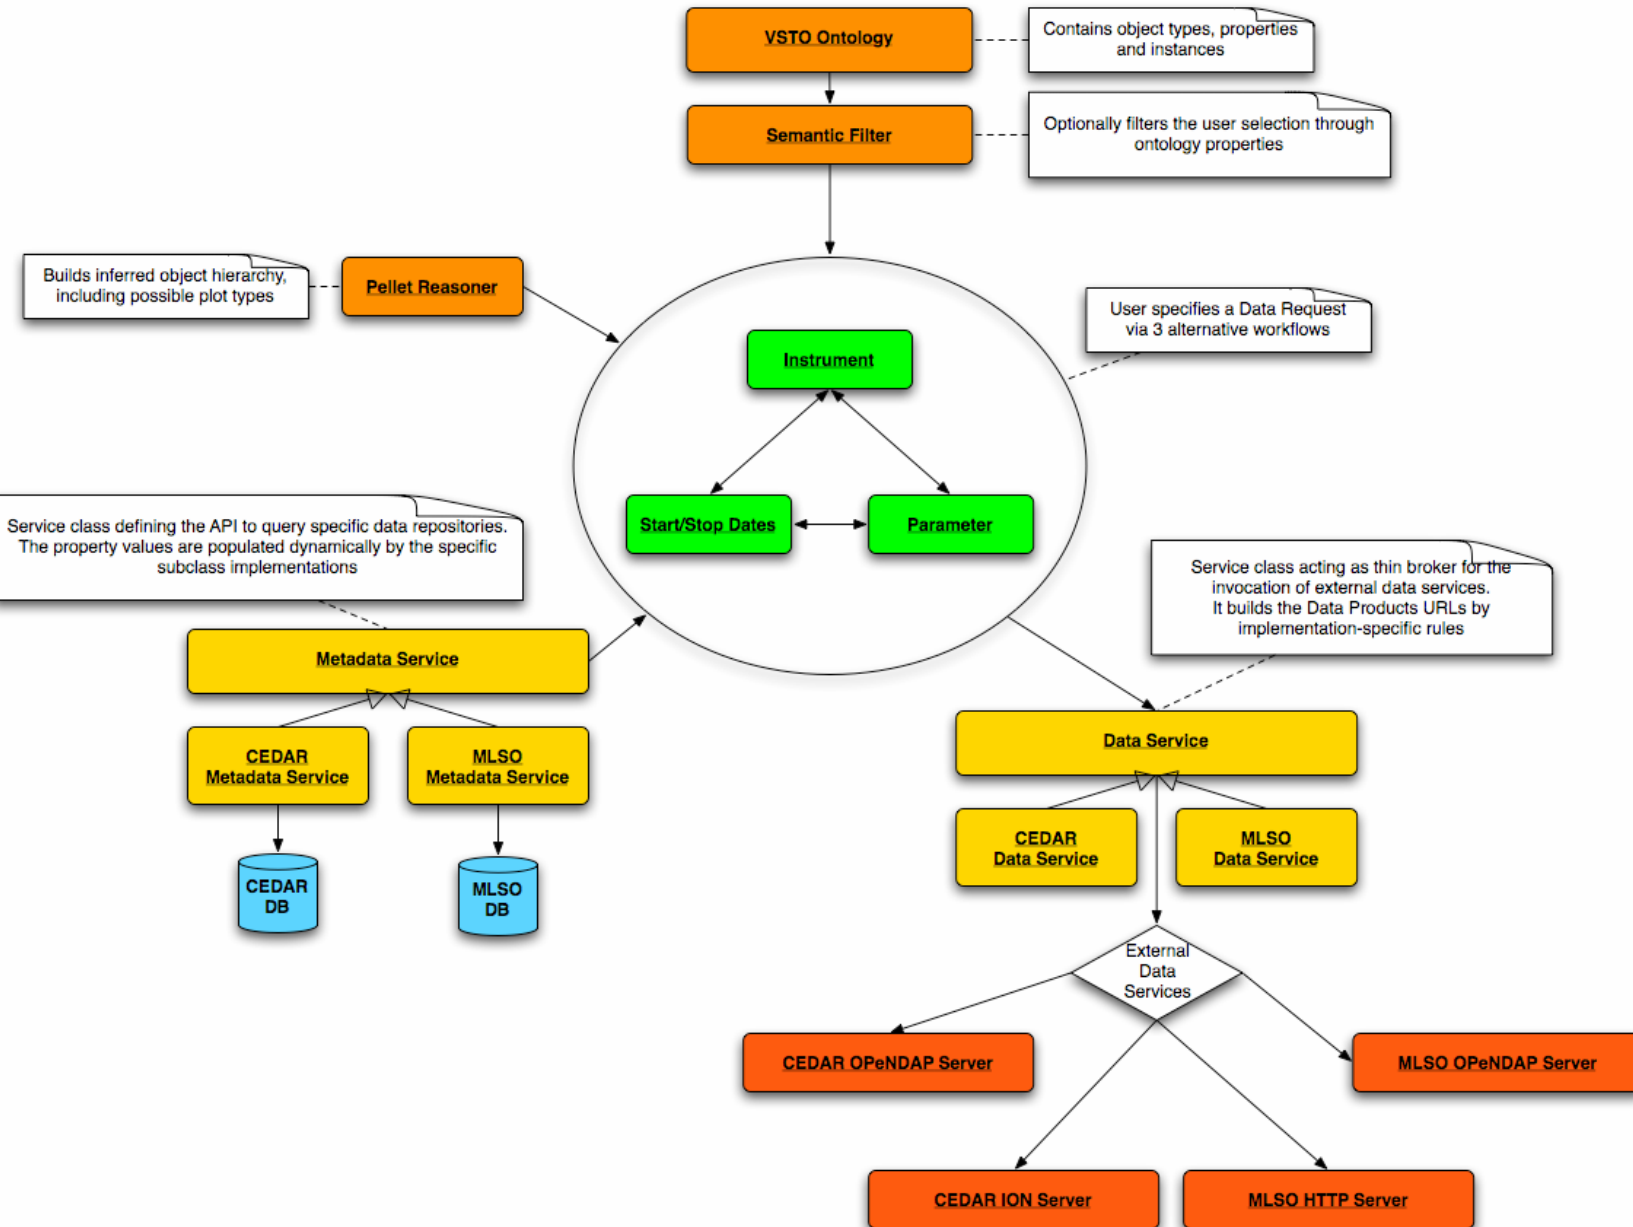 VSTO Ontology
Contains object types, properties
and instances
Semantic Filter
Optionally filters the user selection through
ontology properties
Builds inferred object hierarchy,
including possible plot types
Pellet Reasoner
User specifies a Data Request
via 3 alternative workflows
Instrument
Start/Stop Dates
Parameter
Service class defining the API to query specific data repositories.
The property values are populated dynamically by the specific
subclass implementations
Service class acting as thin broker for the
invocation of external data services.
It builds the Data Products URLs by
implementation-specific rules
Metadata Service
CEDAR
Metadata Service
MLSO
Metadata Service
CEDAR
DB
MLSO
DB
Data Service
CEDAR
Data Service
MLSO
Data Service
External
Data
Services
CEDAR OPeNDAP Server
MLSO OPeNDAP Server
CEDAR ION Server
MLSO HTTP Server